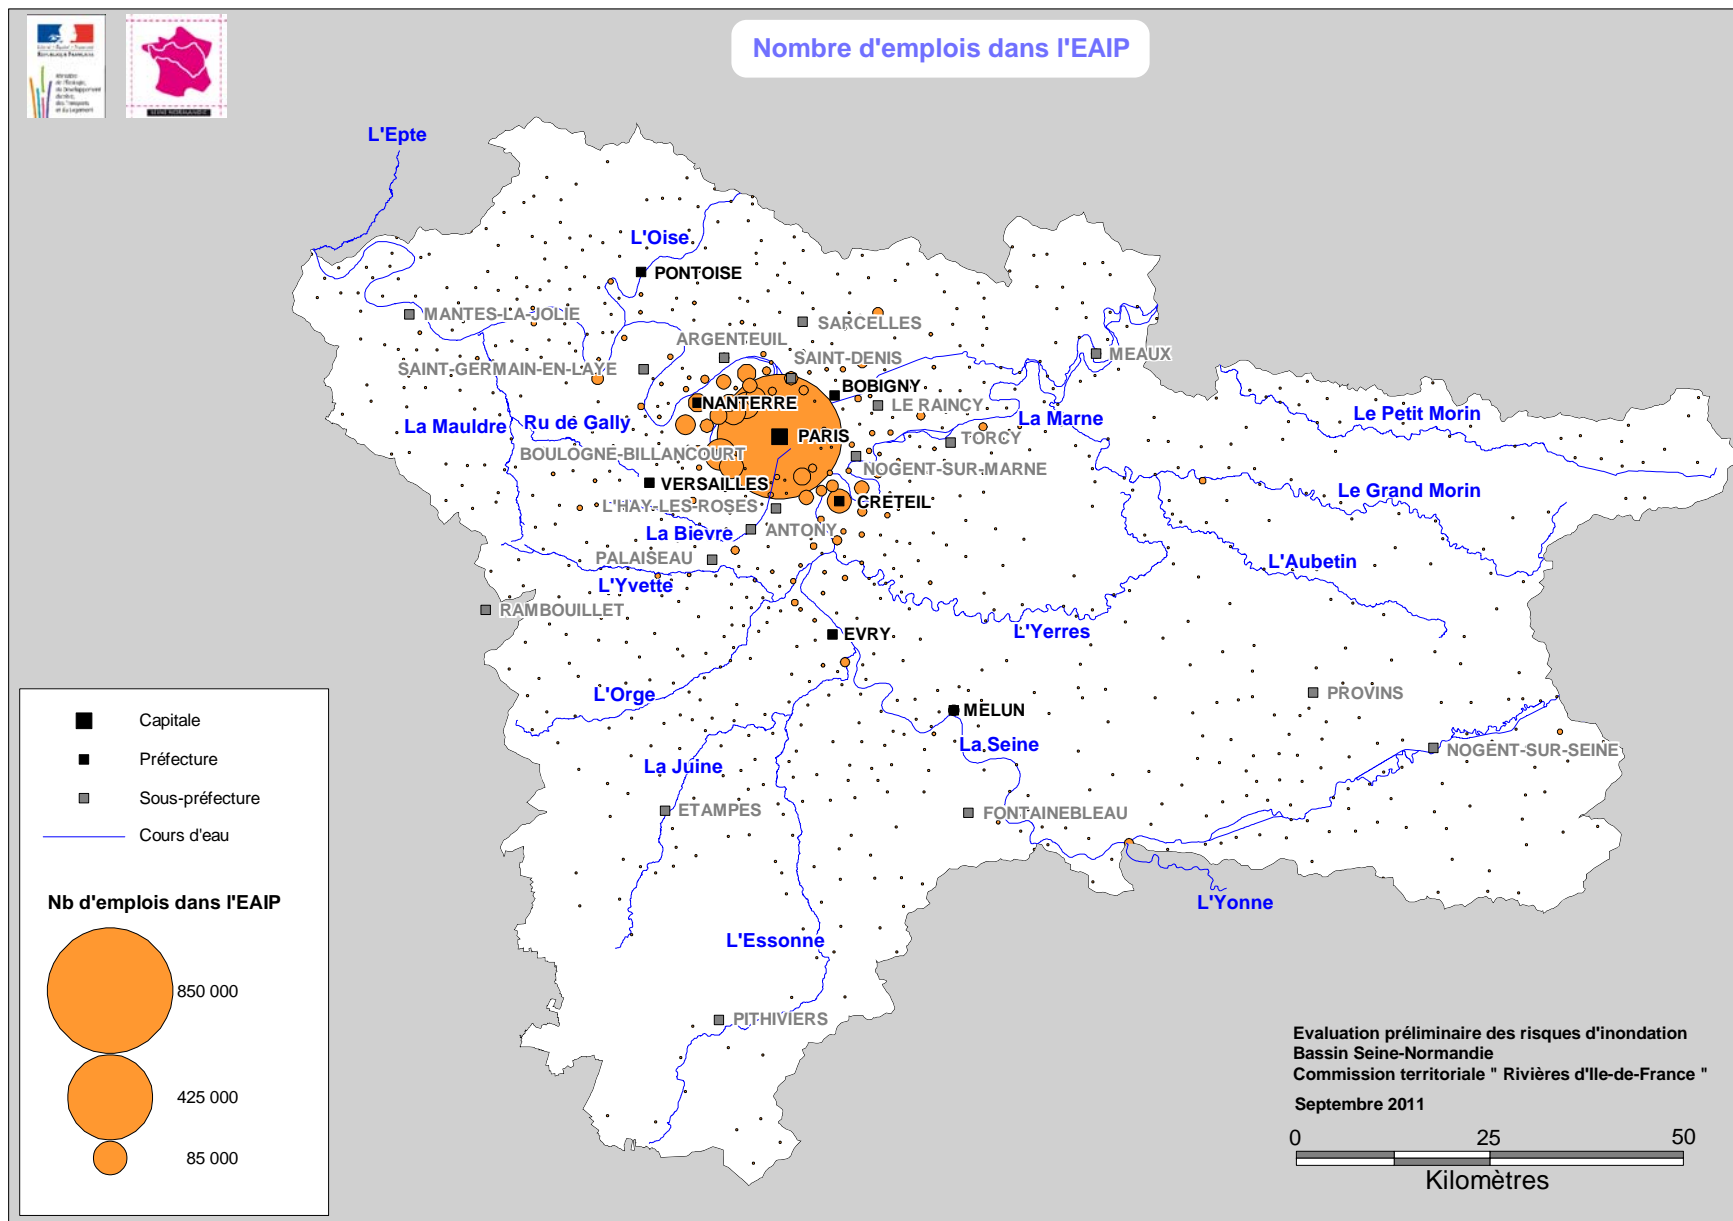 Nombre d'emplois dans l'EAIP
L'Epte
L'Oise
PONTOISE
MANTES-LA-JOLIE
SARCELLES
ARGENTEUIL
SAINT-DENIS
MEAUX
SAINT-GERMAIN-EN-LAYE
BOBIGNY
NANTERRE
LE RAINCY
La Marne
Le Petit Morin
La Mauldre
Ru de Gally
PARIS
TORCY
BOULOGNE-BILLANCOURT
NOGENT-SUR-MARNE
VERSAILLES
Le Grand Morin
L'HAY-LES-ROSES
CRETEIL
La Bièvre
ANTONY
PALAISEAU
L'Aubetin
L'Yvette
RAMBOUILLET
L'Yerres
EVRY
L'Orge
PROVINS
MELUN
La Seine
NOGENT-SUR-SEINE
La Juine
ETAMPES
FONTAINEBLEAU
L'Yonne
L'Essonne
PITHIVIERS
Capitale
Préfecture
Sous-préfecture
Cours d'eau
Nb d'emplois dans l'EAIP
850 000
425 000
85 000
Evaluation préliminaire des risques d'inondation
Bassin Seine-Normandie
Commission territoriale " Rivières d'Ile-de-France "
Septembre 2011
0 25 50
Kilomètres